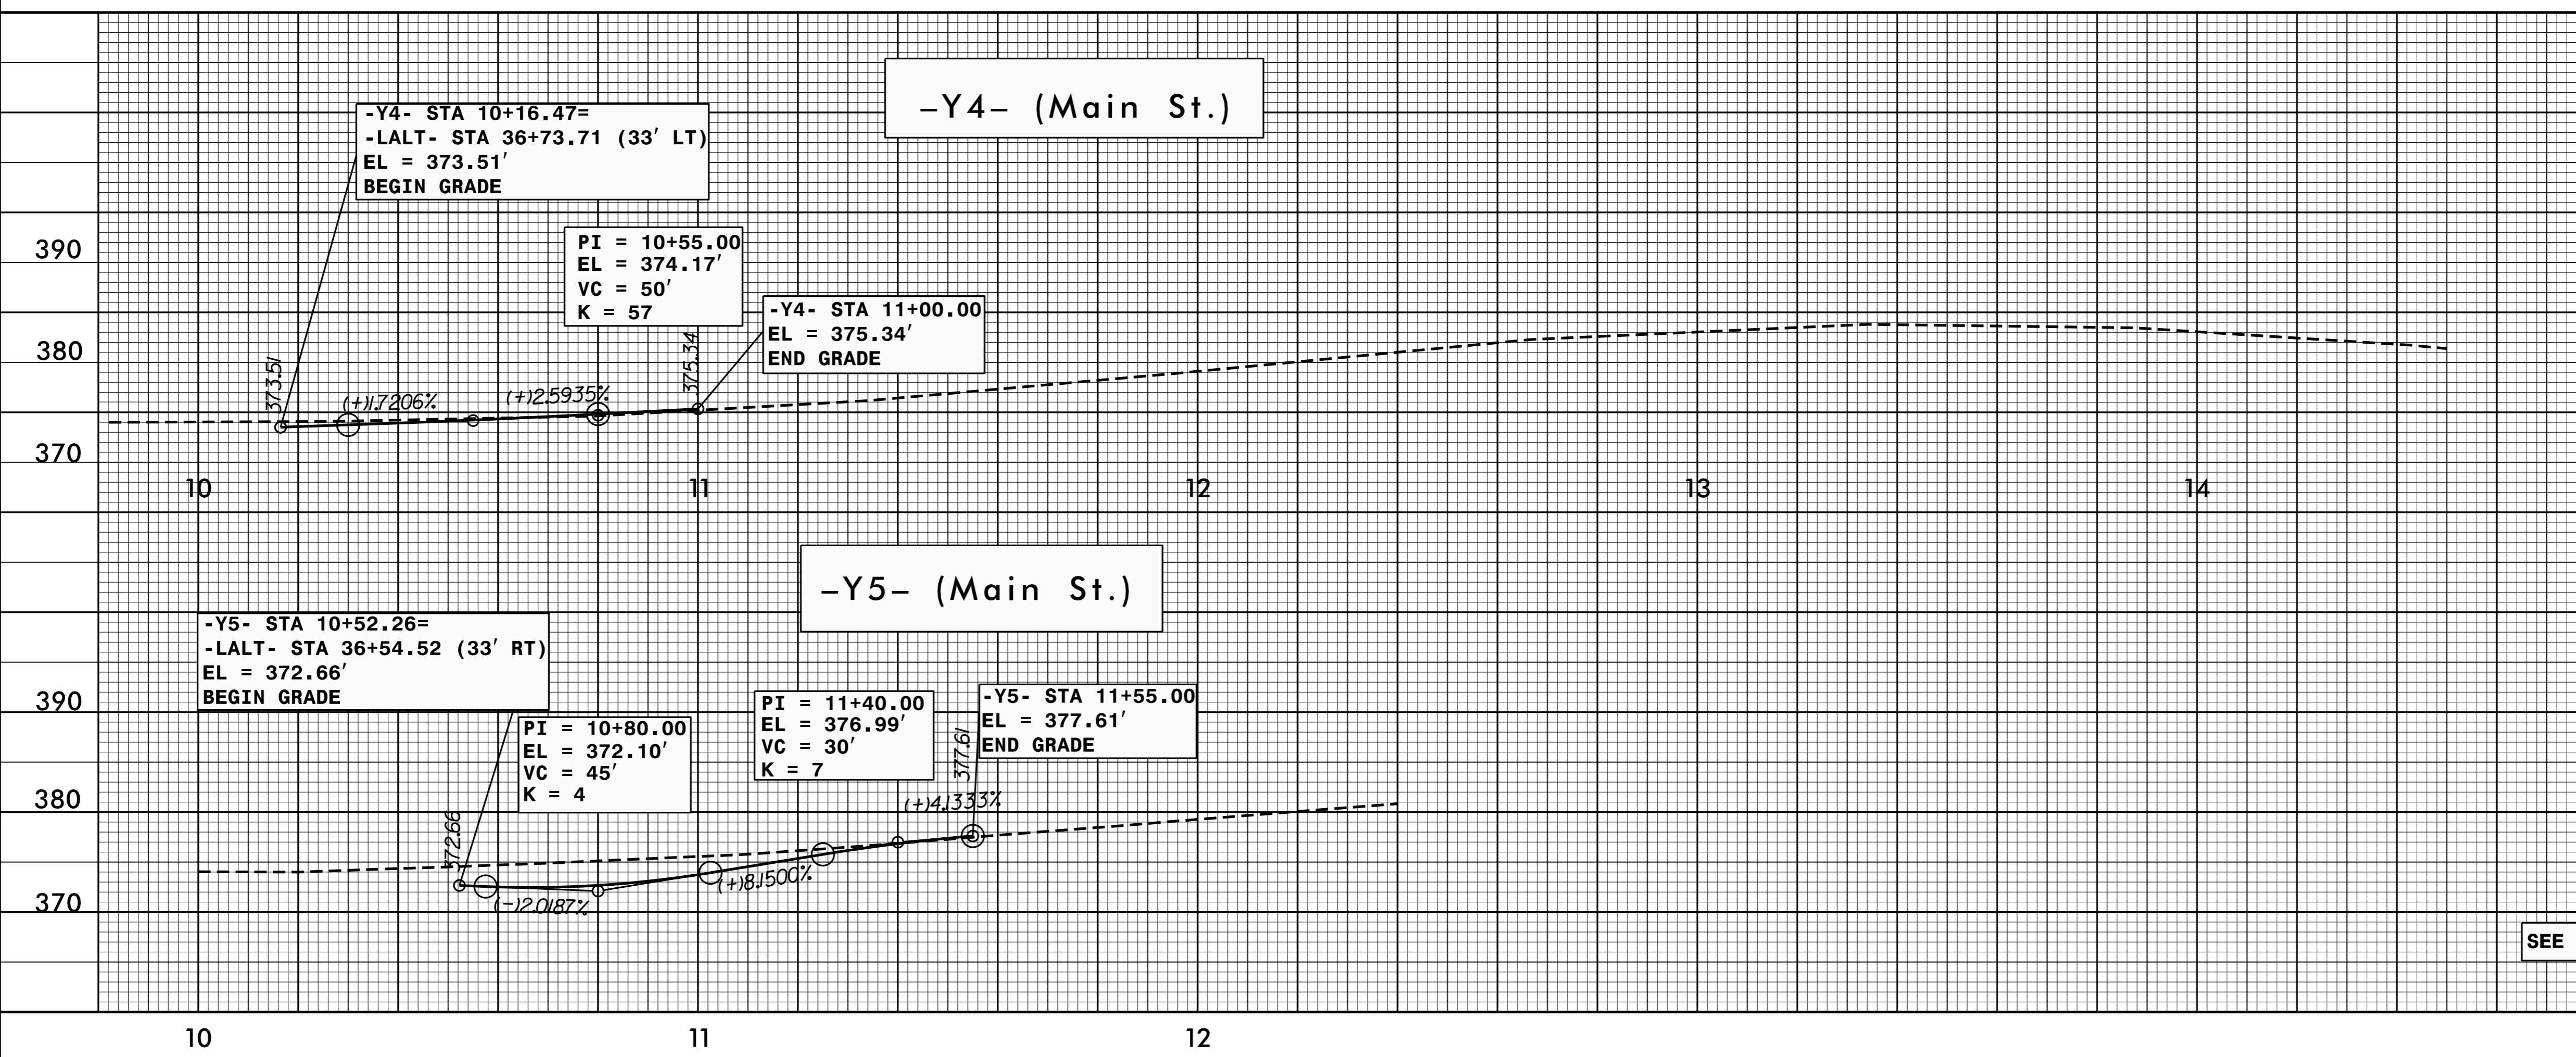 –Y4– (Main St.)
-Y4- STA 10+16.47=
-LALT- STA 36+73.71 (33' LT)
EL = 373.51'
BEGIN GRADE
PI = 10+55.00
EL = 374.17'
VC = 50'
K = 57
-Y4- STA 11+00.00
EL = 375.34'
END GRADE
390
380
370
373.51
(+)1.7206%
(+)2.5935%
375.34
10 11 12 13 14
–Y5– (Main St.)
-Y5- STA 10+52.26=
-LALT- STA 36+54.52 (33' RT)
EL = 372.66'
BEGIN GRADE
PI = 10+80.00
EL = 372.10'
VC = 45'
K = 4
PI = 11+40.00
EL = 376.99'
VC = 30'
K = 7
-Y5- STA 11+55.00
EL = 377.61'
END GRADE
390
380
370
372.66
(-)2.0187%
(+)8.1500%
(+)4.1333%
377.61
SEE
10 11 12